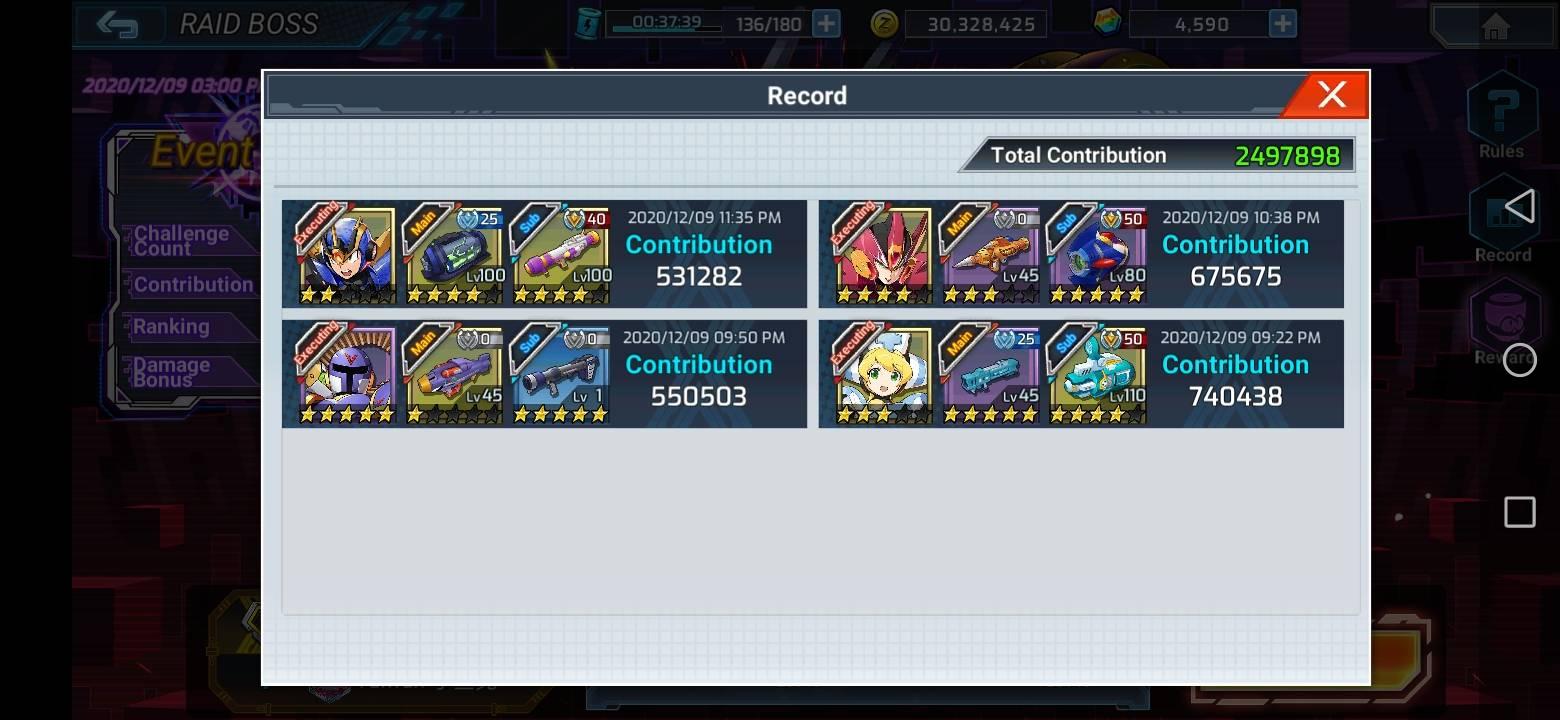 RAID BOSS
00:37:39
136/180
30,328,425
4,590
2020/12/09 03:00 P
Record
Total Contribution 2497898
Event
Challenge
Count
Contribution
Ranking
Damage
Bonus
Executing
Main
25
Lv100
Sub
40
Lv100
2020/12/09 11:35 PM
Contribution
531282
Executing
Main
0
Lv45
Sub
50
Lv80
2020/12/09 10:38 PM
Contribution
675675
Executing
Main
0
Lv45
Sub
0
Lv 1
2020/12/09 09:50 PM
Contribution
550503
Executing
Main
25
Lv45
Sub
50
Lv110
2020/12/09 09:22 PM
Contribution
740438
Rules
Record
Reward